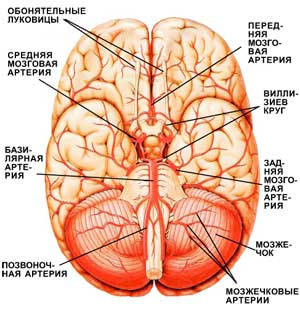 ОБОНЯТЕЛЬНЫЕ
ЛУКОВИЦЫ
СРЕДНЯЯ
МОЗГОВАЯ
АРТЕРИЯ
БАЗИ-
ЛЯРНАЯ
АРТЕ-
РИЯ
ПОЗВОНОЧ-
НАЯ АРТЕРИЯ
ПЕРЕД-
НЯЯ
МОЗГО-
ВАЯ
АРТЕРИЯ
ВИЛЛИ-
ЗИЕВ
КРУГ
ЗАД-
НЯЯ
МОЗГО-
ВАЯ
АРТЕ-
РИЯ
МОЗЖЕ-
ЧОК
МОЗЖЕЧКОВЫЕ
АРТЕРИИ